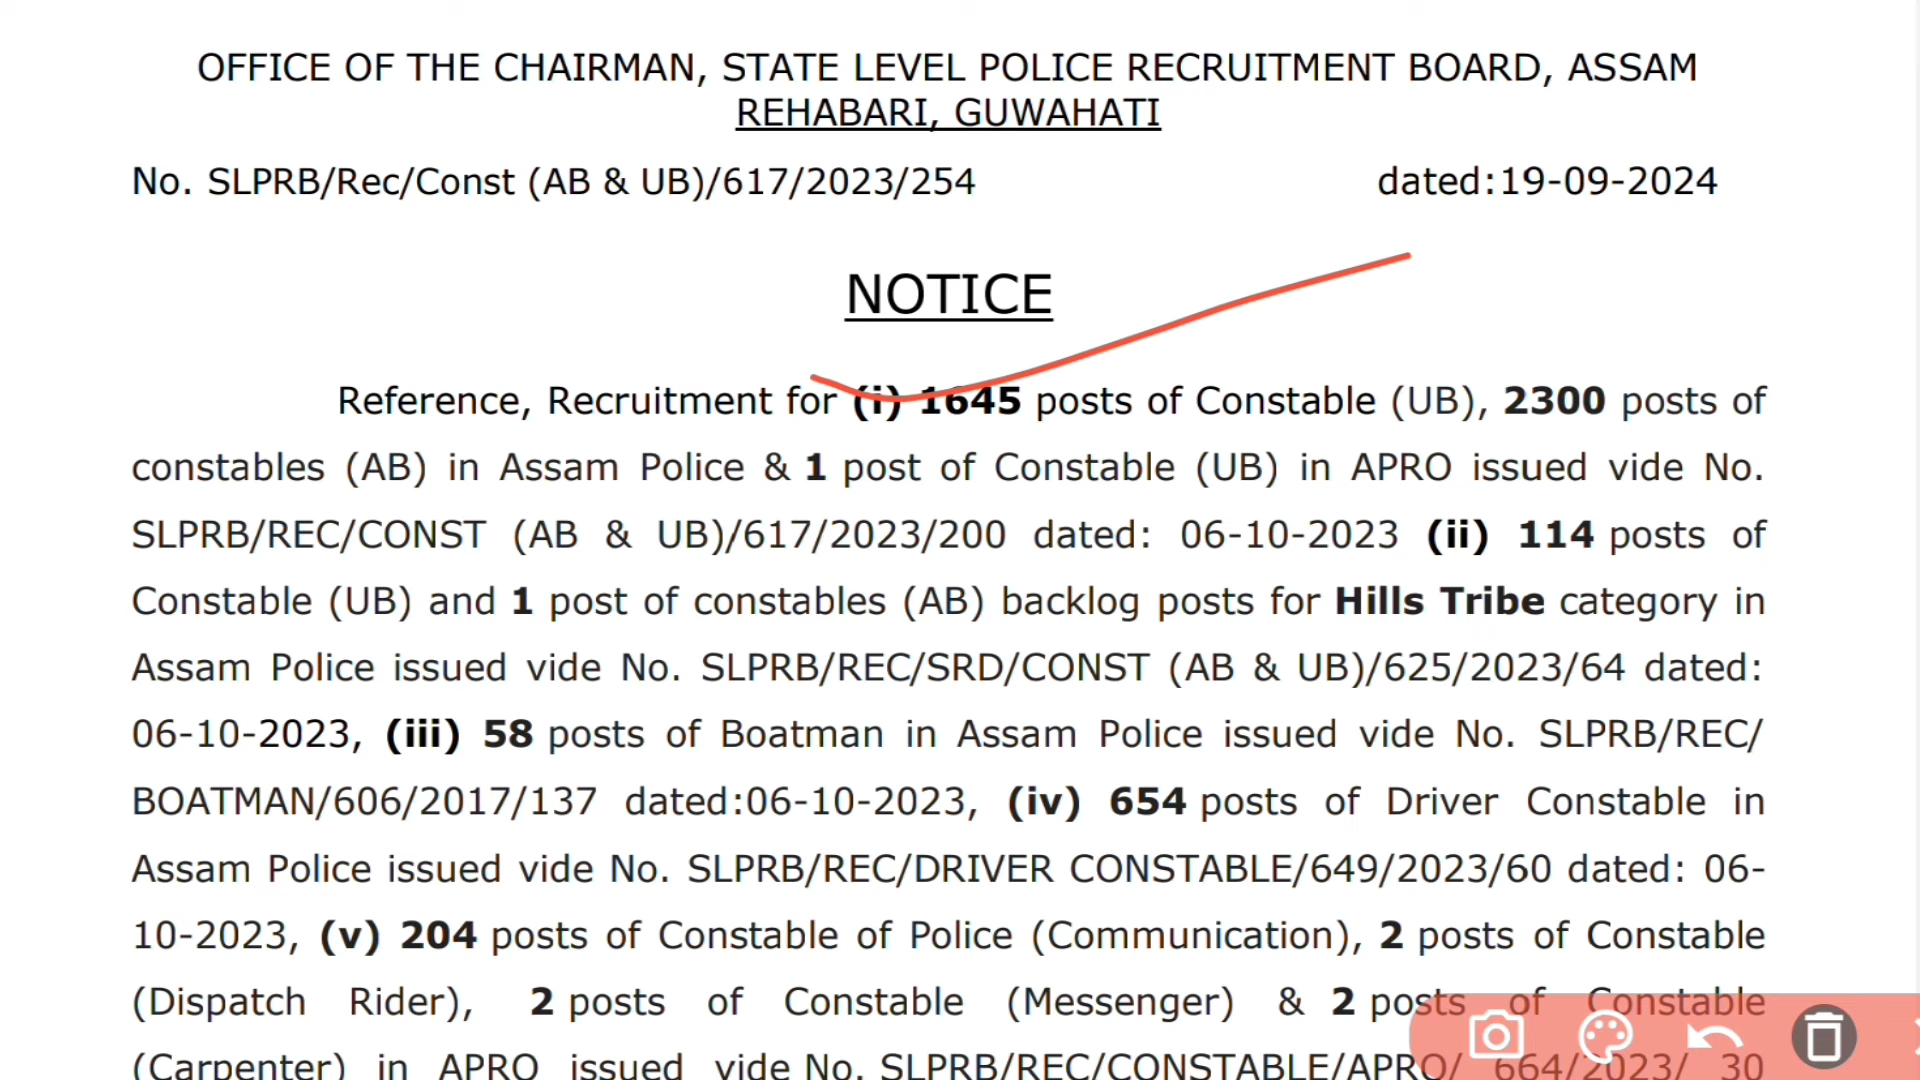 OFFICE OF THE CHAIRMAN, STATE LEVEL POLICE RECRUITMENT BOARD, ASSAM
REHABARI, GUWAHATI
No. SLPRB/Rec/Const (AB & UB)/617/2023/254 dated:19-09-2024
NOTICE
Reference, Recruitment for (i) 1645 posts of Constable (UB), 2300 posts of
constables (AB) in Assam Police & 1 post of Constable (UB) in APRO issued vide No.
SLPRB/REC/CONST (AB & UB)/617/2023/200 dated: 06-10-2023 (ii) 114 posts of
Constable (UB) and 1 post of constables (AB) backlog posts for Hills Tribe category in
Assam Police issued vide No. SLPRB/REC/SRD/CONST (AB & UB)/625/2023/64 dated:
06-10-2023, (iii) 58 posts of Boatman in Assam Police issued vide No. SLPRB/REC/
BOATMAN/606/2017/137 dated:06-10-2023, (iv) 654 posts of Driver Constable in
Assam Police issued vide No. SLPRB/REC/DRIVER CONSTABLE/649/2023/60 dated: 06-
10-2023, (v) 204 posts of Constable of Police (Communication), 2 posts of Constable
(Dispatch Rider), 2 posts of Constable (Messenger) & 2 posts of Constable
(Carpenter) in APRO issued vide No. SLPRB/REC/CONSTABLE/APRO/ 664/2023/ 30